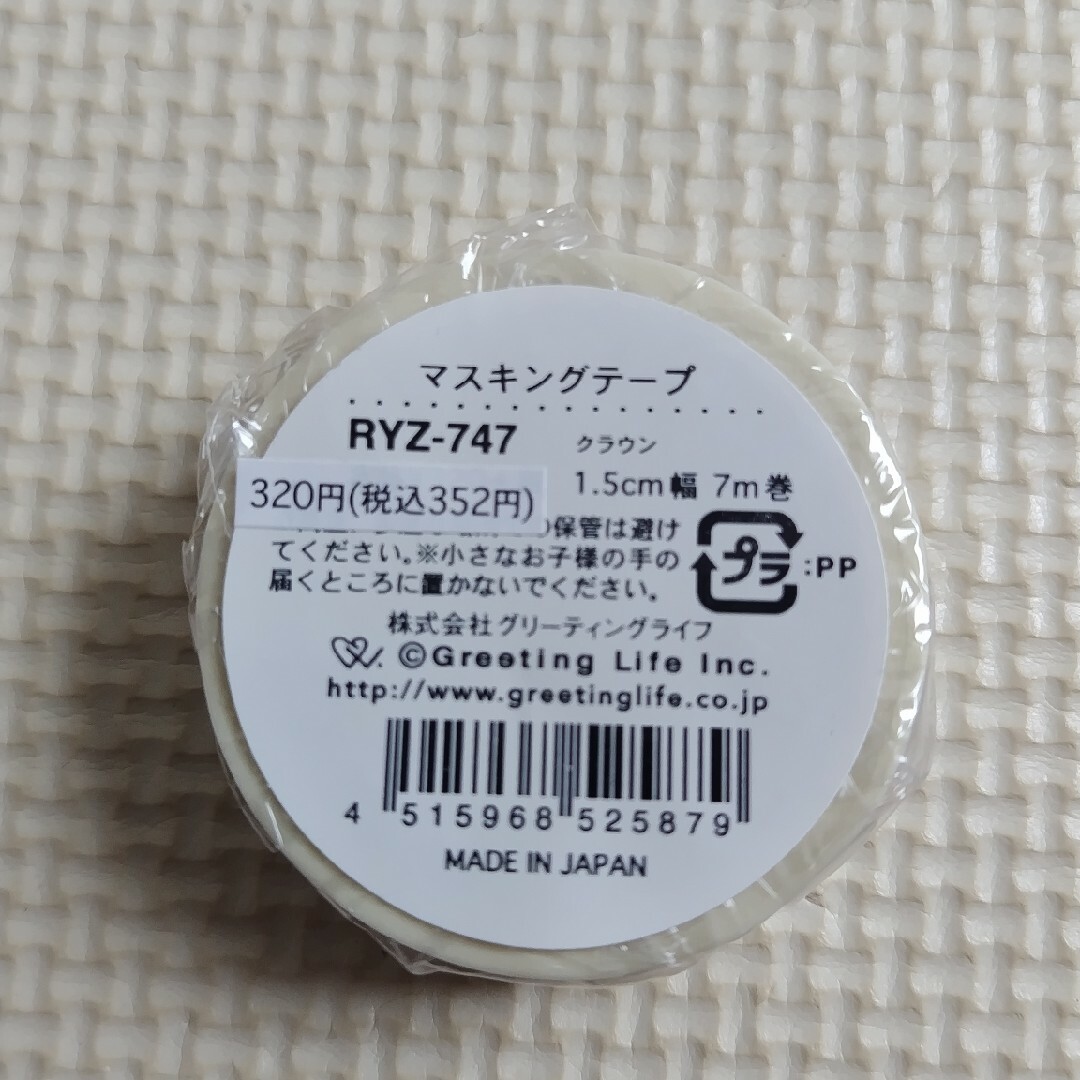 マスキングテープ
RYZ-747 クラウン
1.5cm幅 7m巻
320円(税込352円)
の保管は避け
てください。※小さなお子様の手の
届くところに置かないでください。
プラ :PP
株式会社グリーティングライフ
©Greeting Life Inc.
http://www.greetinglife.co.jp
4 515968 525879
MADE IN JAPAN